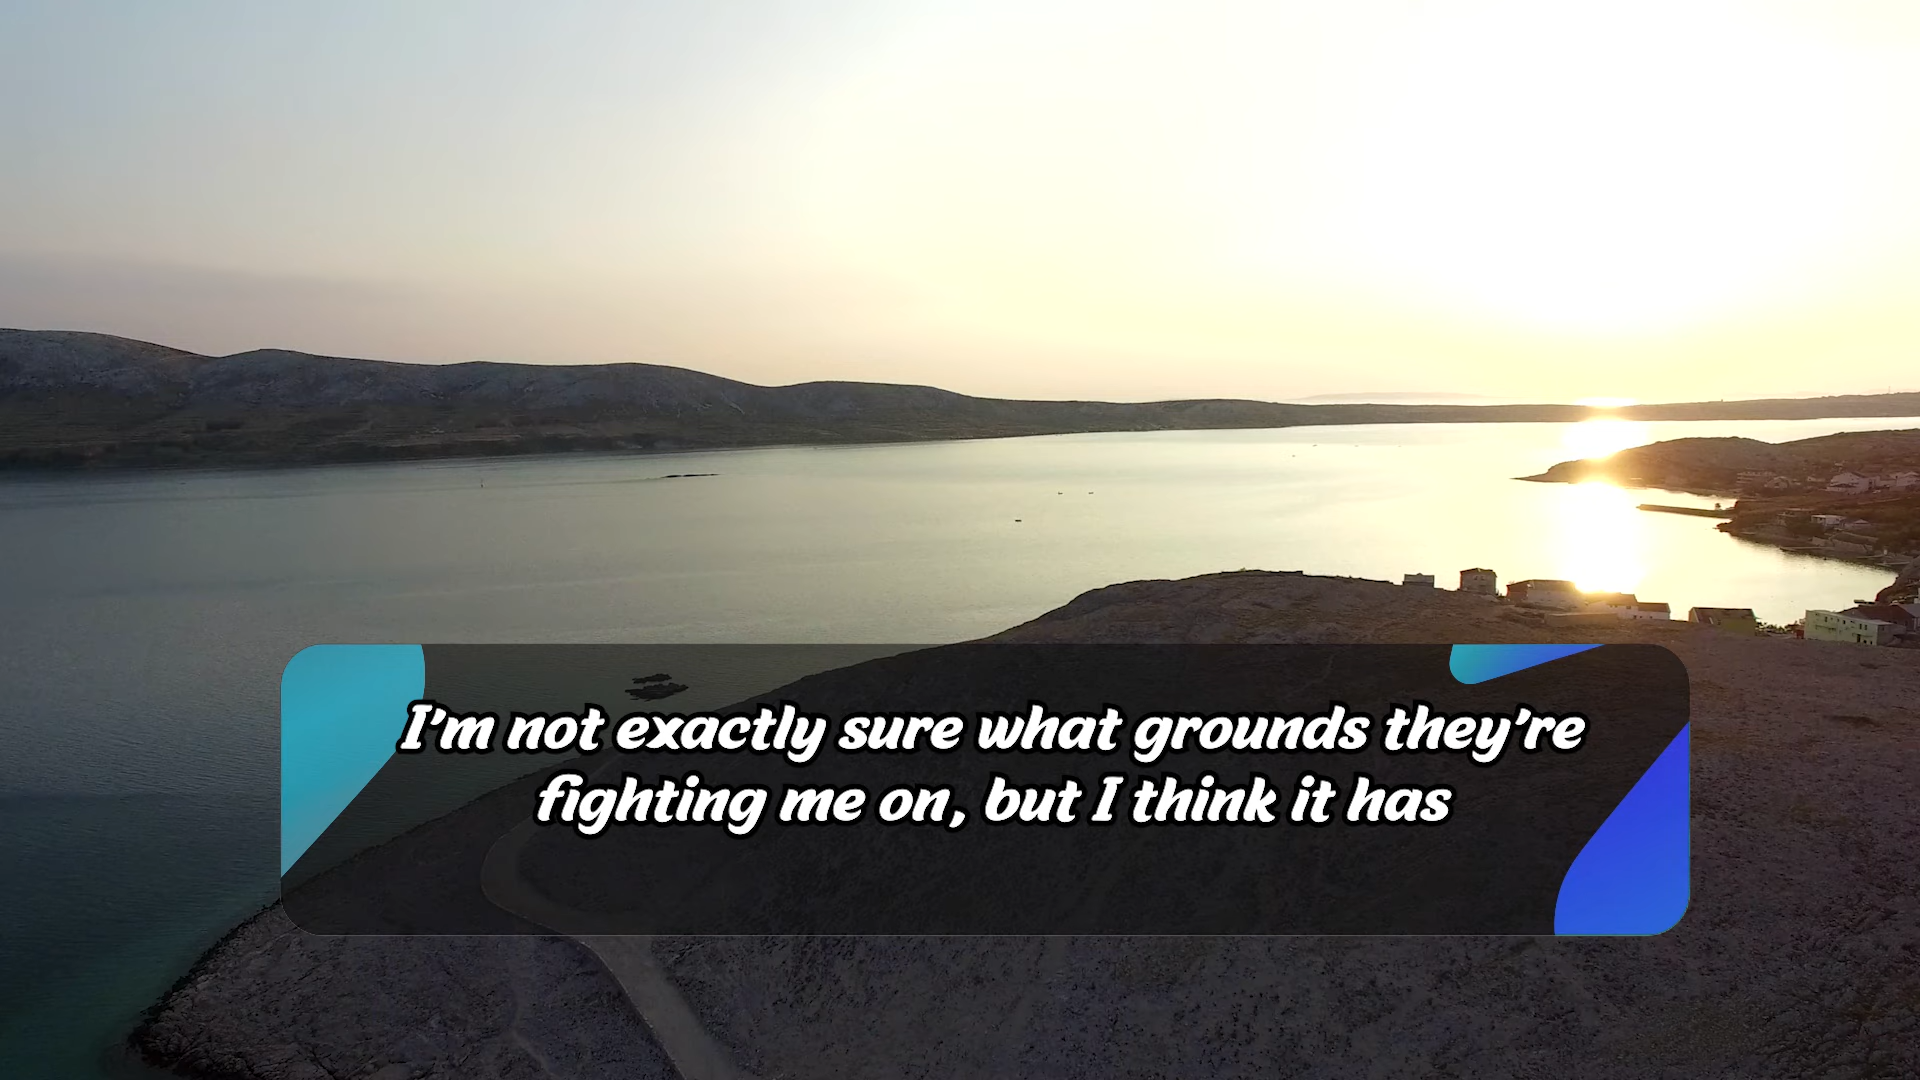 I'm not exactly sure what grounds they're
fighting me on, but I think it has